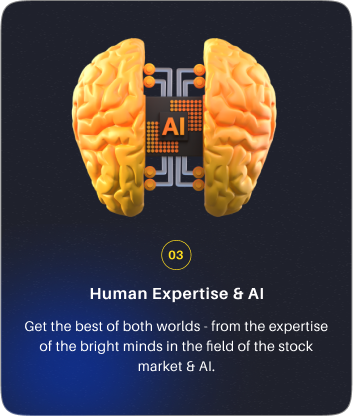 AI
03
Human Expertise & AI
Get the best of both worlds - from the expertise
of the bright minds in the field of the stock
market & AI.